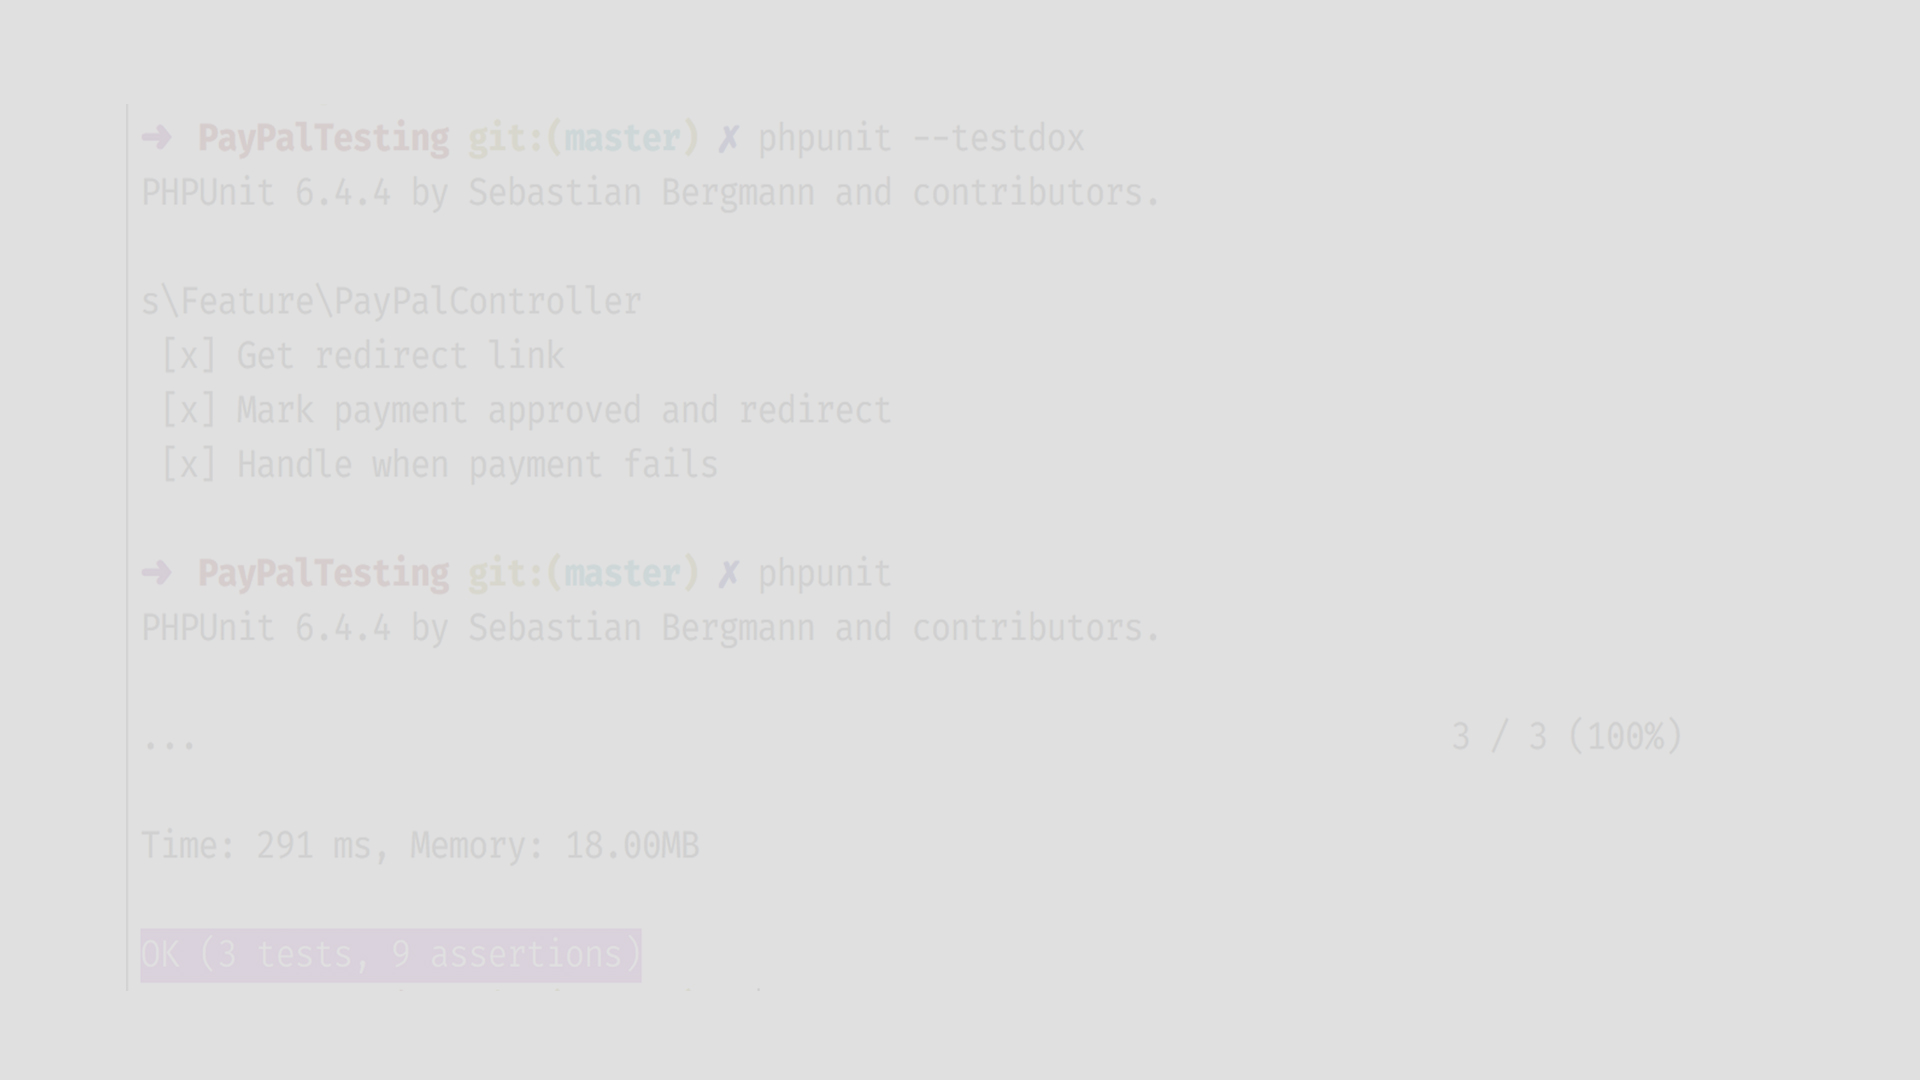 ➜ PayPalTesting git:(master) ✗ phpunit --testdox
PHPUnit 6.4.4 by Sebastian Bergmann and contributors.
s\Feature\PayPalController
[x] Get redirect link
[x] Mark payment approved and redirect
[x] Handle when payment fails
➜ PayPalTesting git:(master) ✗ phpunit
PHPUnit 6.4.4 by Sebastian Bergmann and contributors.
... 3 / 3 (100%)
Time: 291 ms, Memory: 18.00MB
OK (3 tests, 9 assertions)